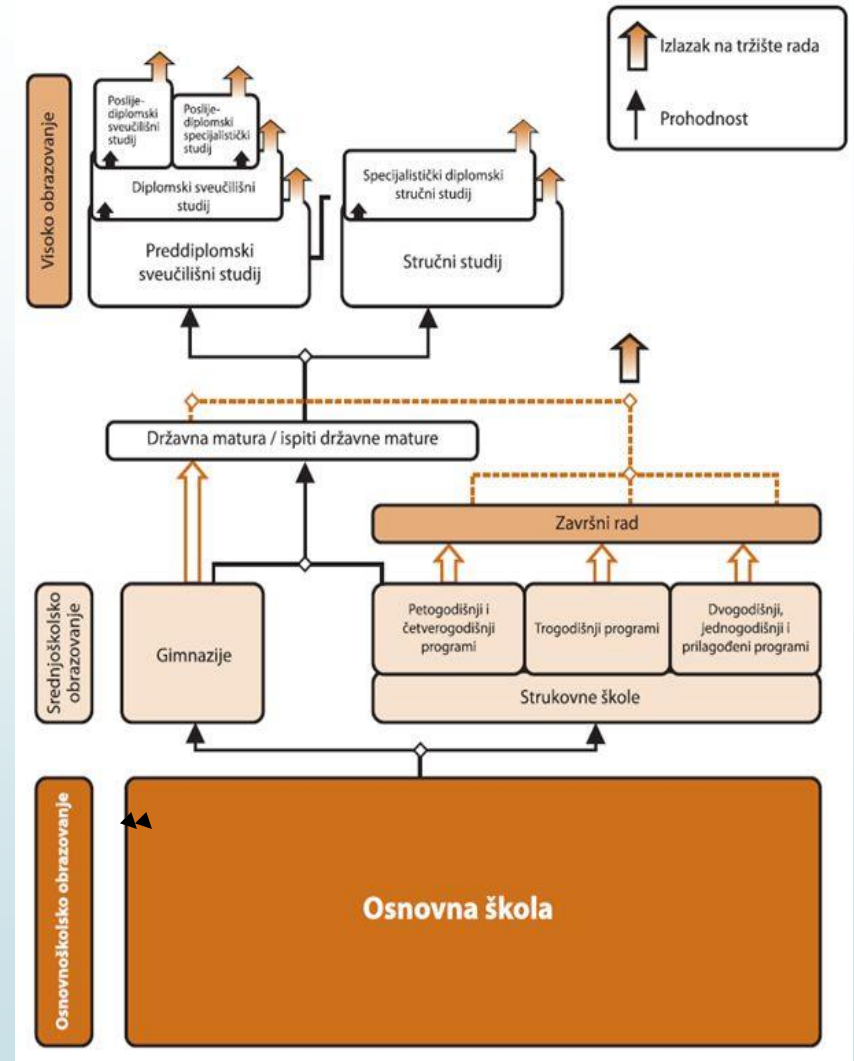 Izlazak na tržište rada
Prohodnost
Visoko obrazovanje
Poslije-
diplomski
sveučilišni
studij
Poslije-
diplomski
specijalistički
studij
Diplomski sveučilišni
studij
Preddiplomski
sveučilišni studij
Specijalistički diplomski
stručni studij
Stručni studij
Državna matura / ispiti državne mature
Završni rad
Srednjoškolsko
obrazovanje
Gimnazije
Petogodišnji i
četverogodišnji
programi
Trogodišnji programi
Dvogodišnji,
jednogodišnji i
prilagođeni programi
Strukovne škole
Osnovnoškolsko obrazovanje
Osnovna škola